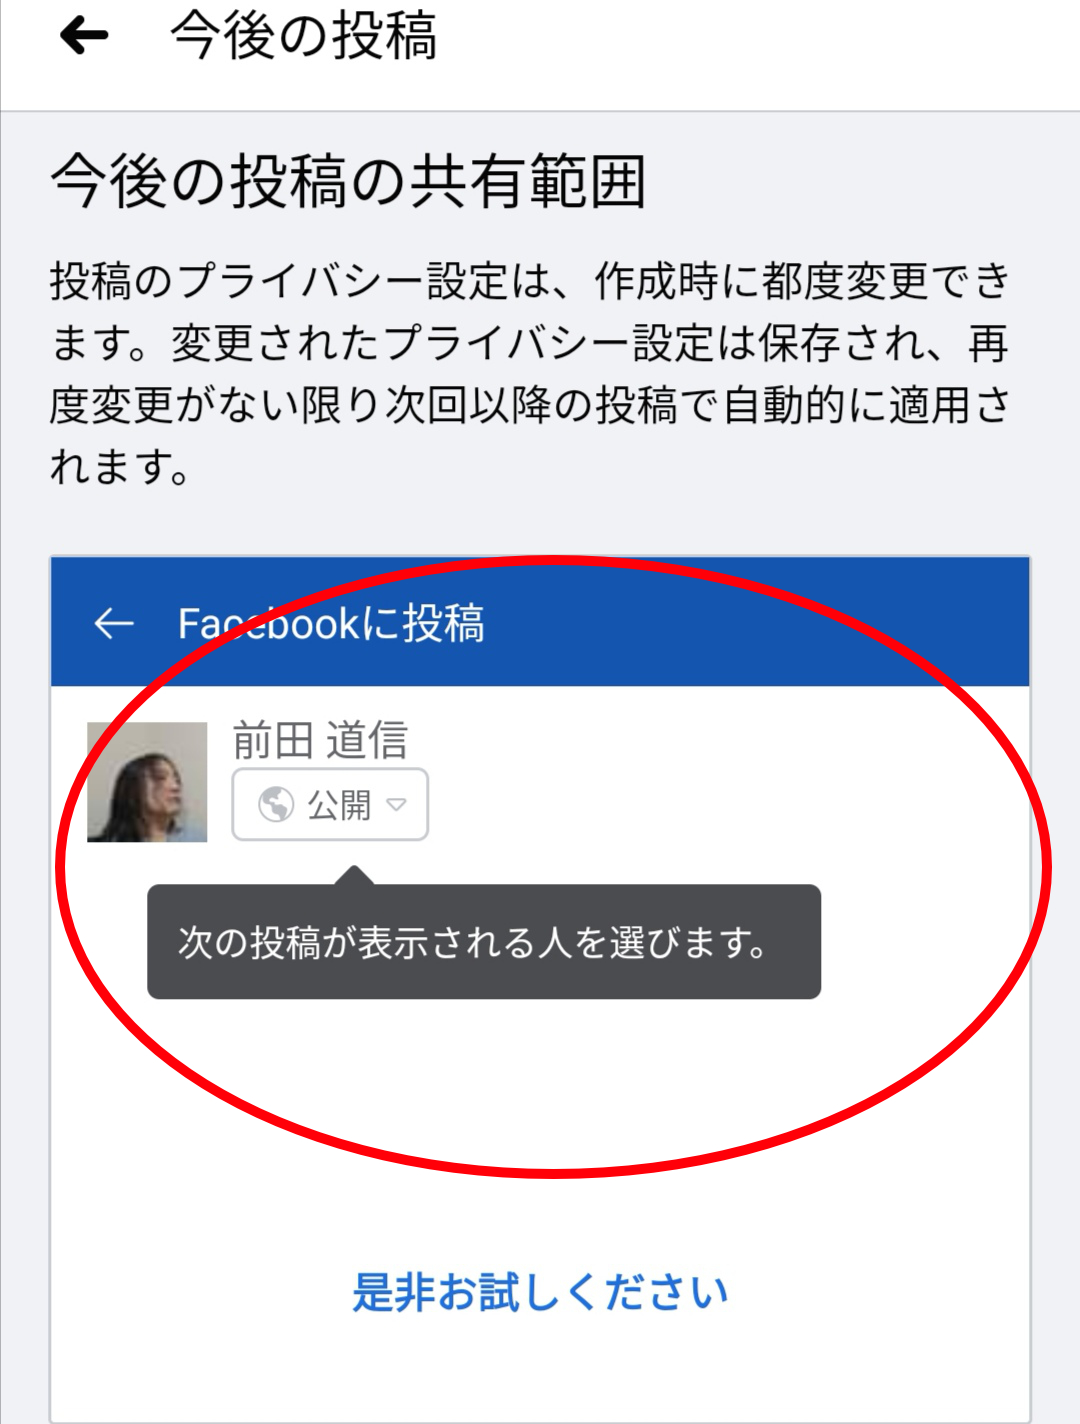 今後の投稿
今後の投稿の共有範囲
投稿のプライバシー設定は、作成時に都度変更でき
ます。変更されたプライバシー設定は保存され、再
度変更がない限り次回以降の投稿で自動的に適用さ
れます。
Facebookに投稿
前田 道信
公開
次の投稿が表示される人を選びます。
是非お試しください